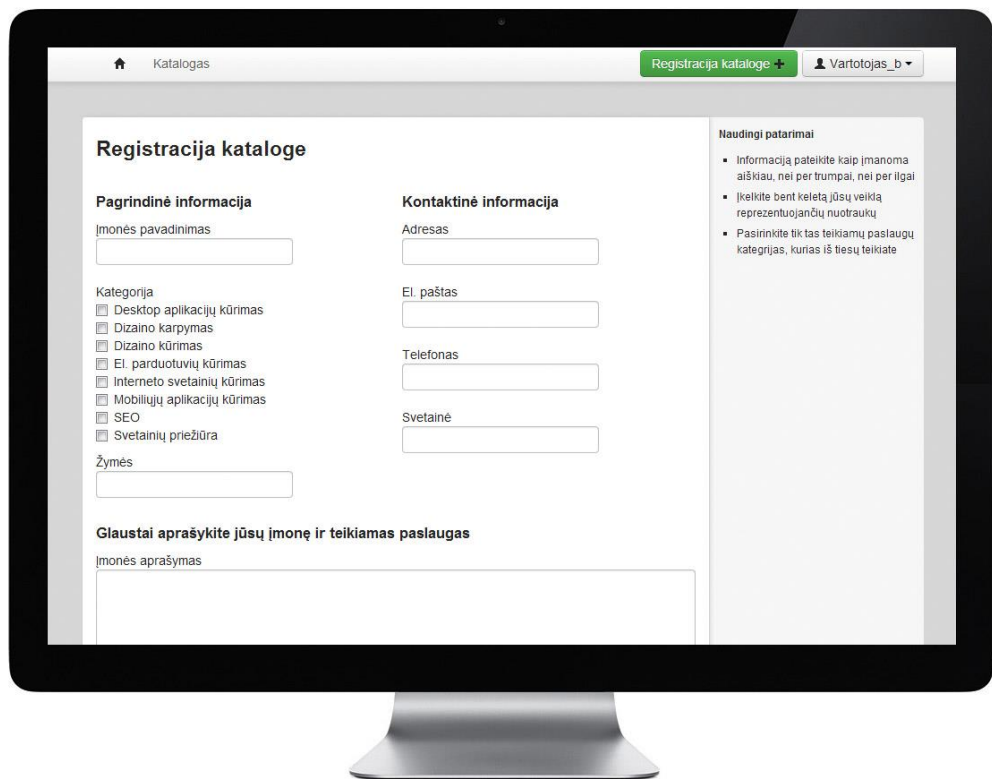 Katalogas
Registracija kataloge
Vartotojas_b
Registracija kataloge
Pagrindinė informacija
Įmonės pavadinimas
Kategorija
Desktop aplikacijų kūrimas
Dizaino karpymas
Dizaino kūrimas
El. parduotuvių kūrimas
Interneto svetainių kūrimas
Mobiliųjų aplikacijų kūrimas
SEO
Svetainių priežiūra
Žymės
Kontaktinė informacija
Adresas
El. paštas
Telefonas
Svetainė
Glaustai aprašykite jūsų įmonę ir teikiamas paslaugas
Įmonės aprašymas
Naudingi patarimai
Informaciją pateikite kaip įmanoma
aiškiau, nei per trumpai, nei per ilgai
Įkelkite bent keletą jūsų veiklą
reprezentuojančių nuotraukų
Pasirinkite tik tas teikiamų paslaugų
kategrijas, kurias iš tiesų teikiate